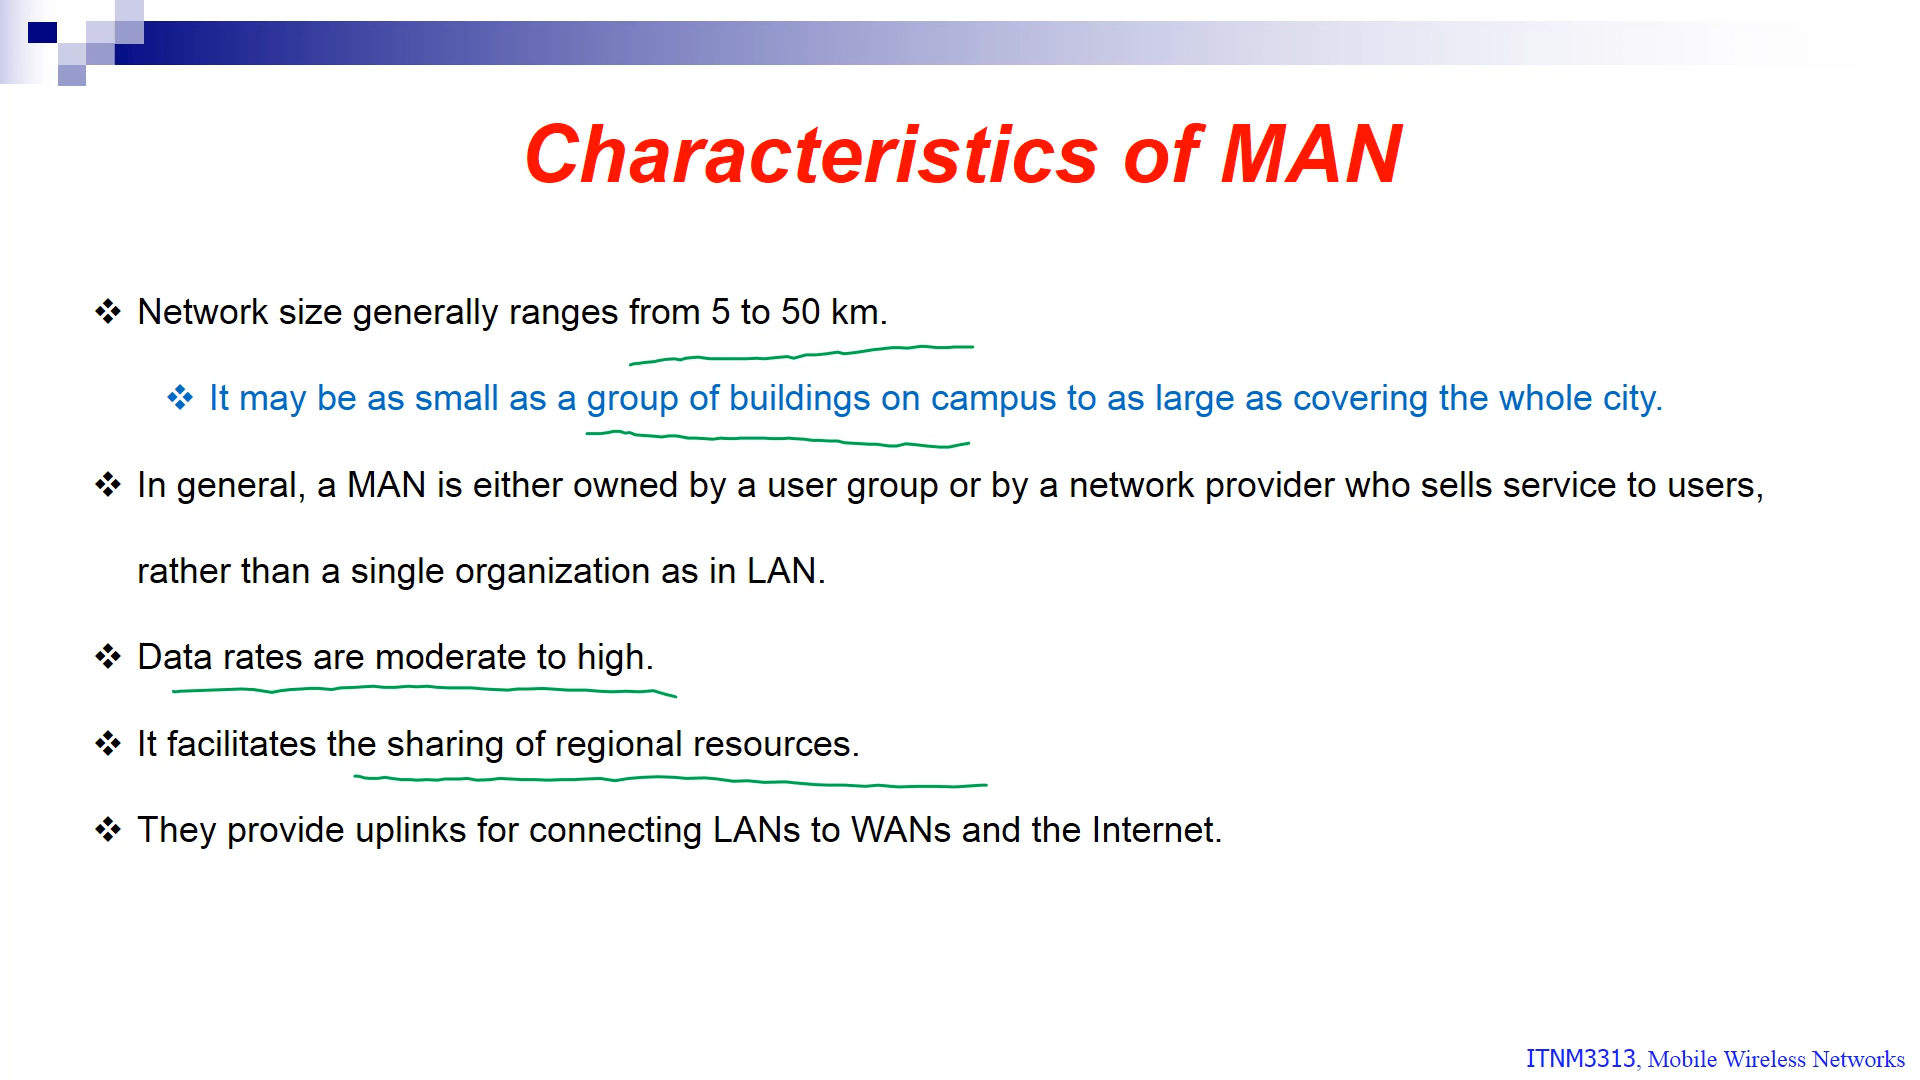 Characteristics of MAN
❖ Network size generally ranges from 5 to 50 km.
❖ It may be as small as a group of buildings on campus to as large as covering the whole city.
❖ In general, a MAN is either owned by a user group or by a network provider who sells service to users,
rather than a single organization as in LAN.
❖ Data rates are moderate to high.
❖ It facilitates the sharing of regional resources.
❖ They provide uplinks for connecting LANs to WANs and the Internet.
ITNM3313, Mobile Wireless Networks